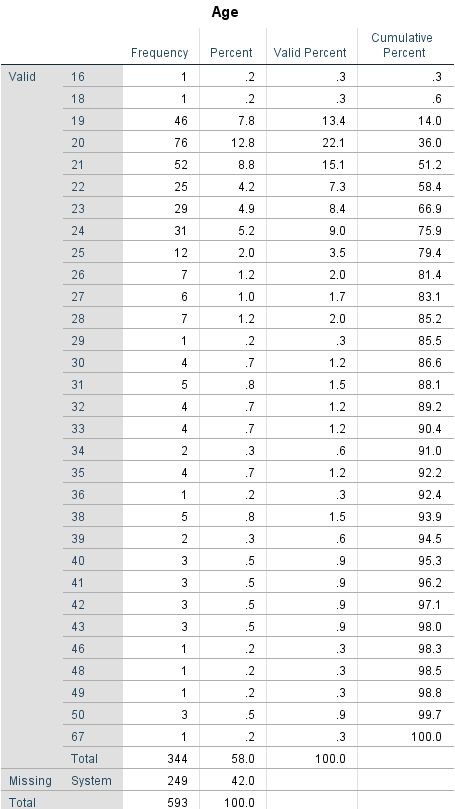 Age
Frequency Percent Valid Percent Cumulative Percent
Valid 16 1 .2 .3 .3
18 1 .2 .3 .6
19 46 7.8 13.4 14.0
20 76 12.8 22.1 36.0
21 52 8.8 15.1 51.2
22 25 4.2 7.3 58.4
23 29 4.9 8.4 66.9
24 31 5.2 9.0 75.9
25 12 2.0 3.5 79.4
26 7 1.2 2.0 81.4
27 6 1.0 1.7 83.1
28 7 1.2 2.0 85.2
29 1 .2 .3 85.5
30 4 .7 1.2 86.6
31 5 .8 1.5 88.1
32 4 .7 1.2 89.2
33 4 .7 1.2 90.4
34 2 .3 .6 91.0
35 4 .7 1.2 92.2
36 1 .2 .3 92.4
38 5 .8 1.5 93.9
39 2 .3 .6 94.5
40 3 .5 .9 95.3
41 3 .5 .9 96.2
42 3 .5 .9 97.1
43 3 .5 .9 98.0
46 1 .2 .3 98.3
48 1 .2 .3 98.5
49 1 .2 .3 98.8
50 3 .5 .9 99.7
67 1 .2 .3 100.0
Total 344 58.0 100.0
Missing System 249 42.0
Total 593 100.0